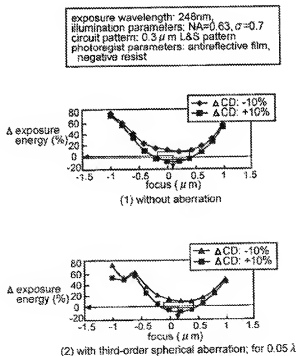 exposure wavelength: 248nm,
illumination parameters: NA=0.63, σ=0.7
circuit pattern: 0.3 μm L&S pattern
photoregist parameters: antireflective film,
negative resist
ΔCD: -10%
ΔCD: +10%
Δ exposure
energy (%)
80
60
40
20
0
-20
-1.5 -1 -0.5 0 0.5 1 1.5
focus (μm)
(1) without aberration
ΔCD: -10%
ΔCD: +10%
Δ exposure
energy (%)
80
60
40
20
0
-20
-1.5 -1 -0.5 0 0.5 1 1.5
focus (μm)
(2) with third-order spherical aberration; for 0.05 λ